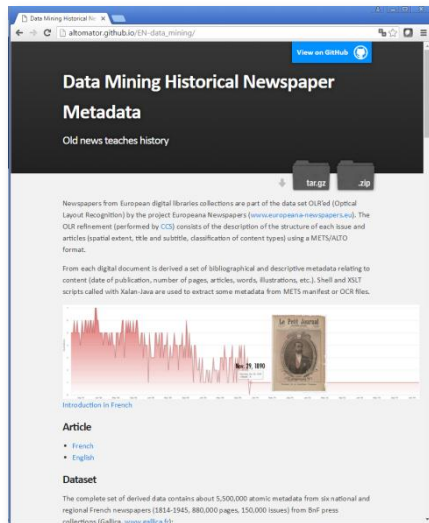 Data Mining Historical Ne
altomator.github.io/EN-data_mining/
View on GitHub
Data Mining Historical Newspaper
Metadata
Old news teaches history
tar.gz
.zip
Newspapers from European digital libraries collections are part of the data set OLR'ed (Optical
Layout Recognition) by the project Europeana Newspapers (www.europeana-newspapers.eu). The
OLR refinement (performed by CCS) consists of the description of the structure of each issue and
articles (spatial extent, title and subtitle, classification of content types) using a METS/ALTO
format.
From each digital document is derived a set of bibliographical and descriptive metadata relating to
content (date of publication, number of pages, articles, words, illustrations, etc.). Shell and XSLT
scripts called with Xalan-Java are used to extract some metadata from METS manifest or OCR files.
Le Petit Journal
Nov. 29, 1890
Introduction in French
Article
• French
• English
Dataset
The complete set of derived data contains about 5,500,000 atomic metadata from six national and
regional French newspapers (1814-1945, 880,000 pages, 150,000 issues) from BnF press
collections (Gallica, www.gallica.fr):